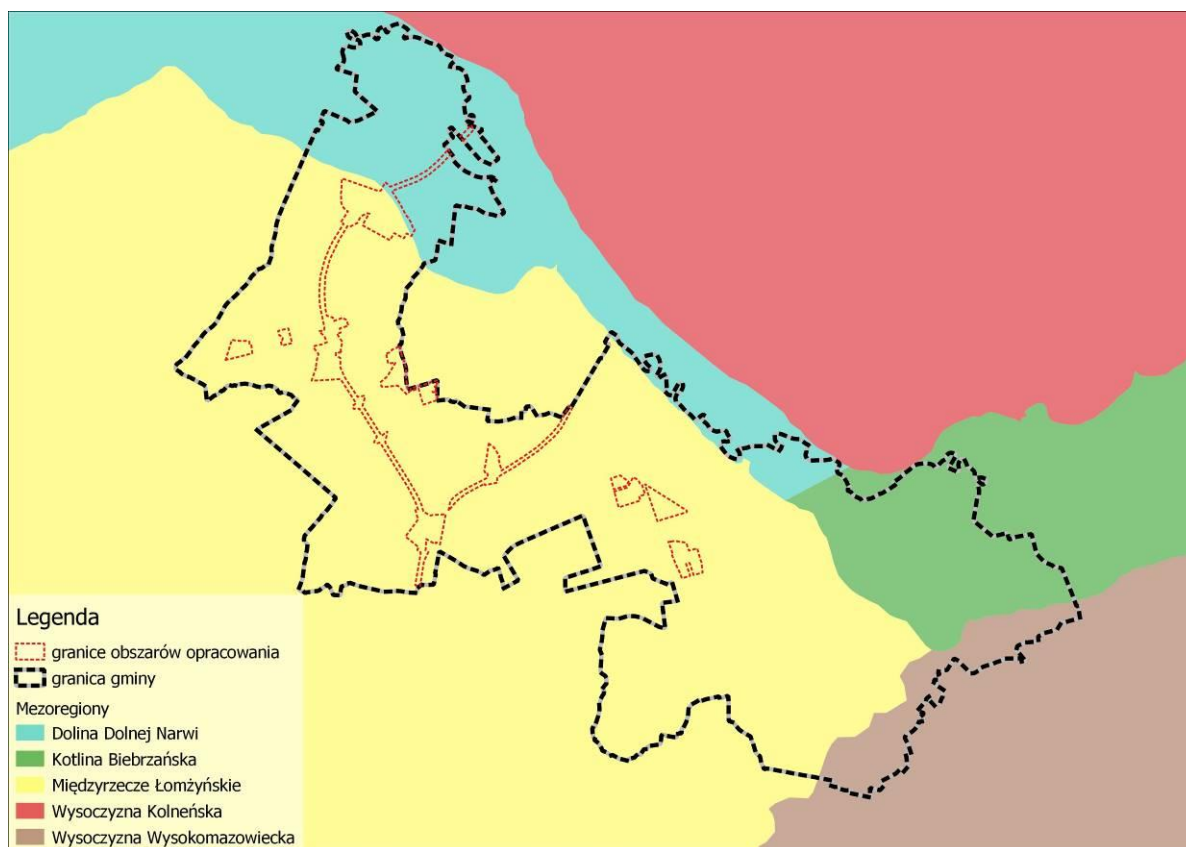 Legenda
granice obszarów opracowania
granica gminy
Mezoregiony
Dolina Dolnej Narwi
Kotlina Biebrzańska
Międzyrzecze Łomżyńskie
Wysoczyzna Kolneńska
Wysoczyzna Wysokomazowiecka